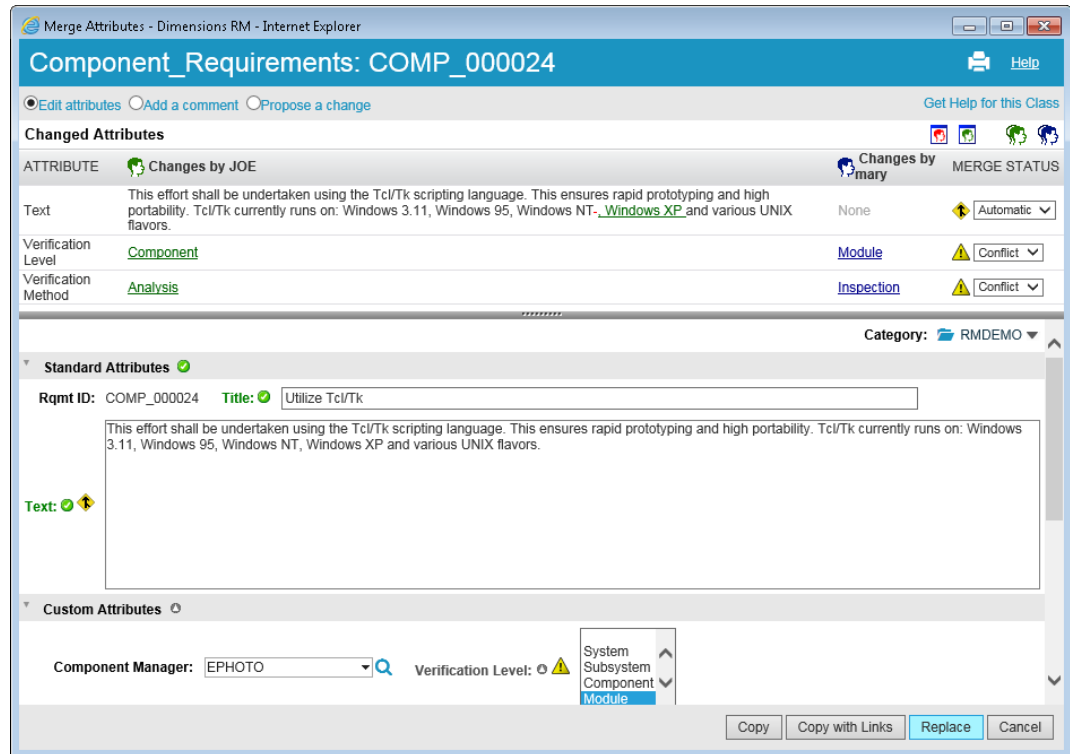 Merge Attributes - Dimensions RM - Internet Explorer
Component_Requirements: COMP_000024
Help
Edit attributes Add a comment Propose a change
Get Help for this Class
Changed Attributes
ATTRIBUTE Changes by JOE Changes by mary MERGE STATUS
Text
This effort shall be undertaken using the Tcl/Tk scripting language. This ensures rapid prototyping and high
portability. Tcl/Tk currently runs on: Windows 3.11, Windows 95, Windows NT-, Windows XP and various UNIX
flavors.
None
Automatic
Verification
Level
Component
Module
Conflict
Verification
Method
Analysis
Inspection
Conflict
Category: RMDEMO
Standard Attributes
Rqmt ID: COMP_000024 Title: Utilize Tcl/Tk
This effort shall be undertaken using the Tcl/Tk scripting language. This ensures rapid prototyping and high portability. Tcl/Tk currently runs on: Windows
3.11, Windows 95, Windows NT, Windows XP and various UNIX flavors.
Text:
Custom Attributes
Component Manager: EPHOTO
Verification Level:
System
Subsystem
Component
Module
Copy
Copy with Links
Replace
Cancel